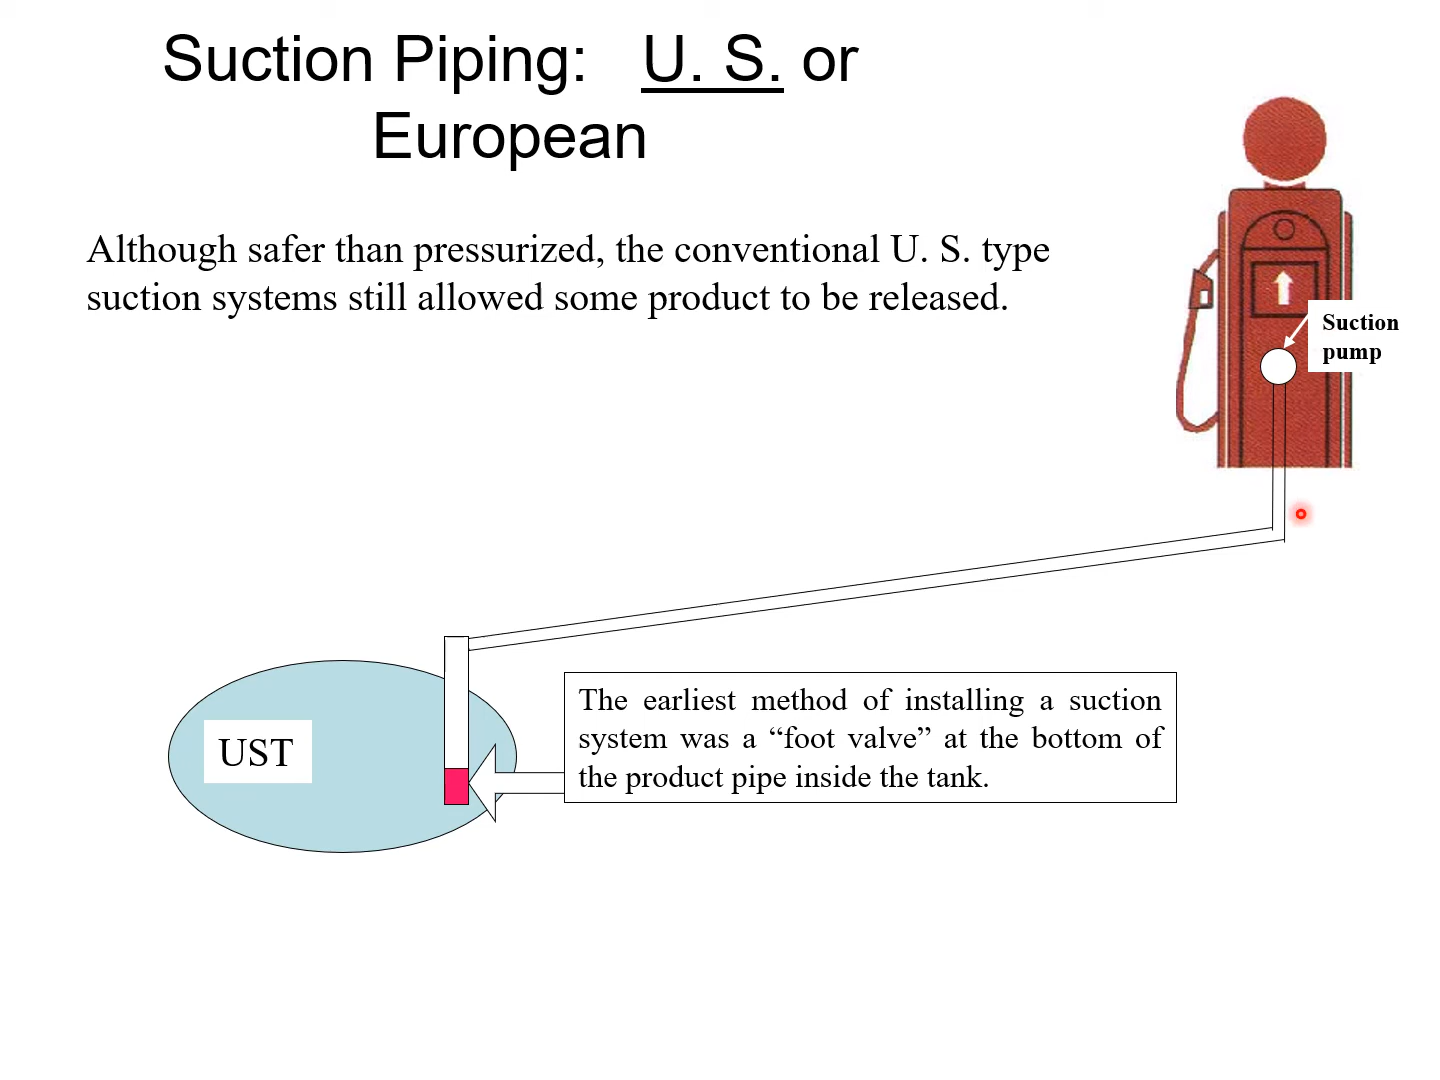 Suction Piping: U. S. or
European
Although safer than pressurized, the conventional U. S. type
suction systems still allowed some product to be released.
Suction
pump
The earliest method of installing a suction
system was a “foot valve” at the bottom of
the product pipe inside the tank.
UST